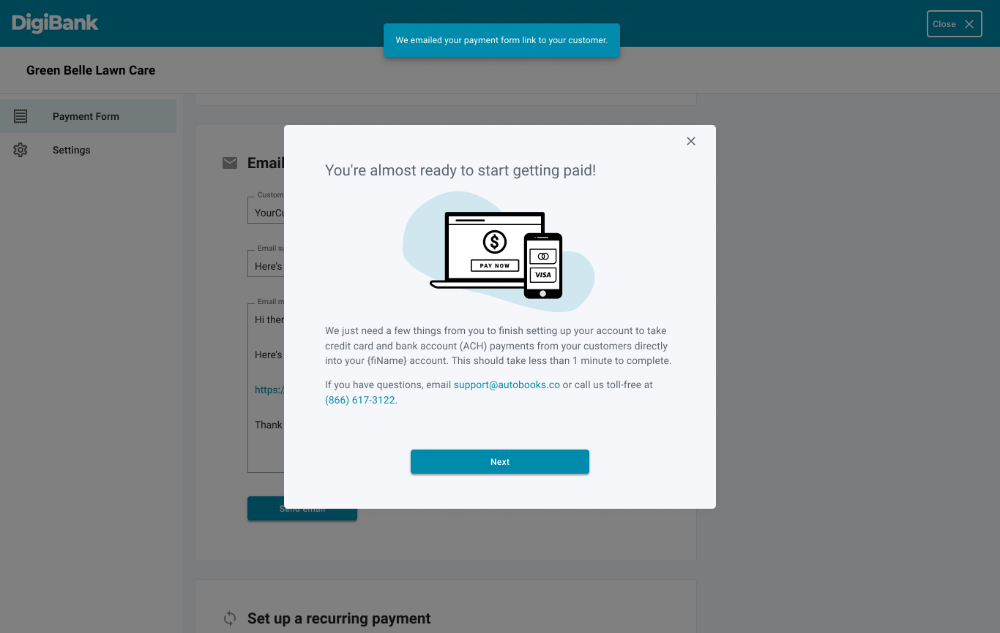 DigiBank
We emailed your payment form link to your customer.
Close
Green Belle Lawn Care
Payment Form
Settings
Email
You're almost ready to start getting paid!
$
PAY NOW
VISA
Custom
YourCu
Email su
Here's
Email m
Hi ther
Here's
https:/
Thank
We just need a few things from you to finish setting up your account to take
credit card and bank account (ACH) payments from your customers directly
into your {fiName} account. This should take less than 1 minute to complete.
If you have questions, email support@autobooks.co or call us toll-free at
(866) 617-3122.
Next
Send email
Set up a recurring payment